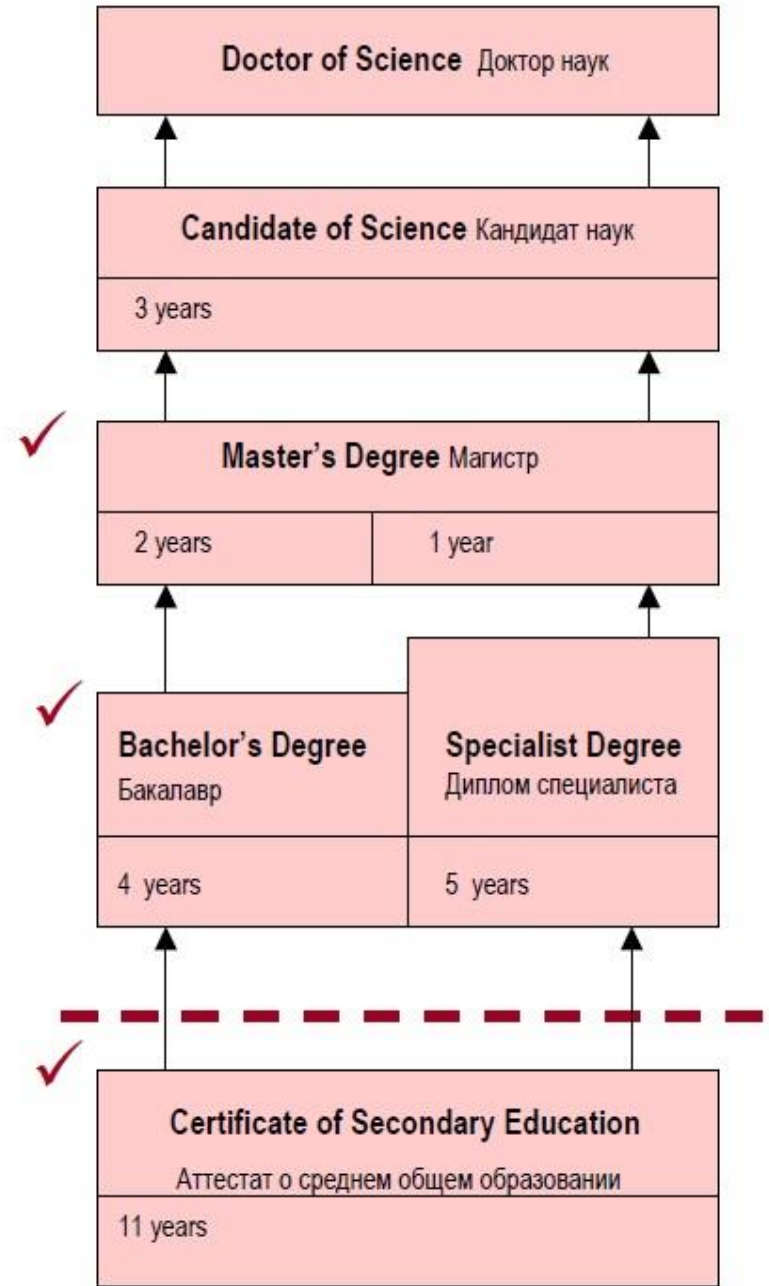 Doctor of Science Доктор наук
Candidate of Science Кандидат наук
3 years
Master's Degree Магистр
2 years
1 year
Bachelor's Degree
Бакалавр
4 years
Specialist Degree
Диплом специалиста
5 years
Certificate of Secondary Education
Аттестат о среднем общем образовании
11 years